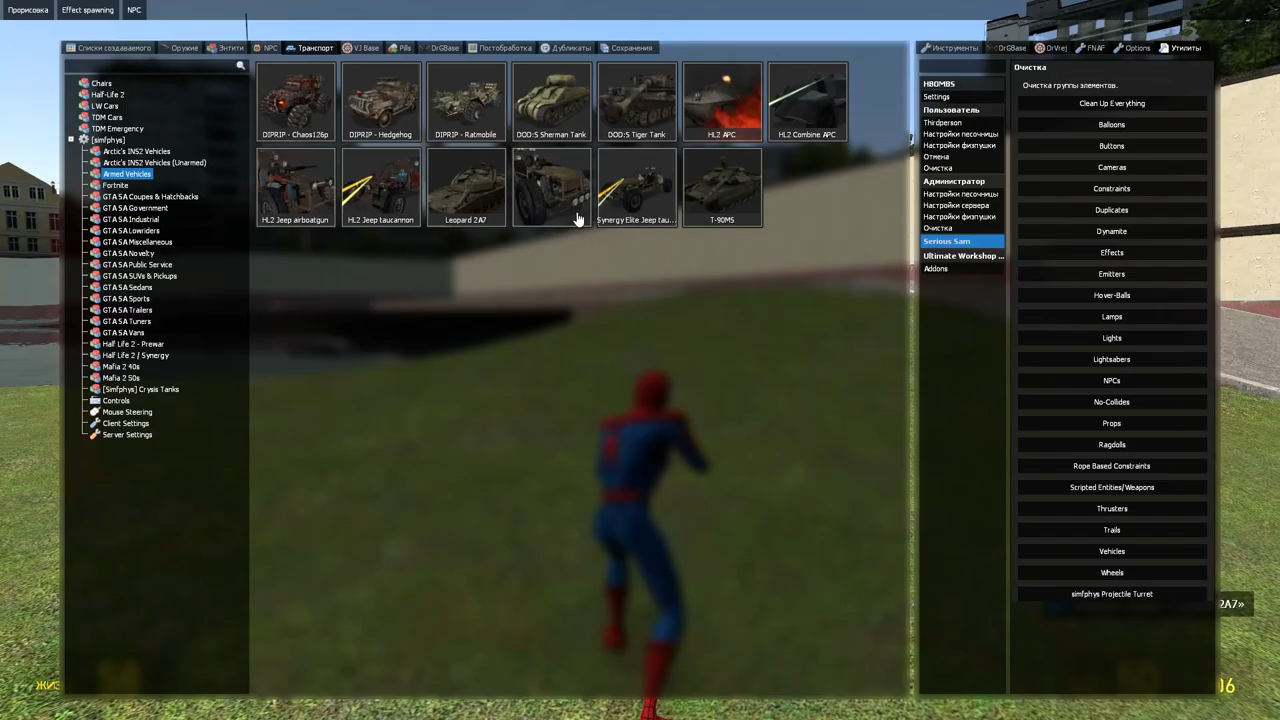 Прорисовка
Effect spawning
NPC
Списки создаваемого
Оружие
Энтити
NPC
Транспорт
VJ Base
Pills
DrGBase
Постобработка
Дубликаты
Сохранения
Chairs
Half-Life 2
LW Cars
TDM Cars
TDM Emergency
[simfphys]
Arctic's INS2 Vehicles
Arctic's INS2 Vehicles (Unarmed)
Armed Vehicles
Fortnite
GTA SA Coupes & Hatchbacks
GTA SA Government
GTA SA Industrial
GTA SA Lowriders
GTA SA Miscellaneous
GTA SA Novelty
GTA SA Public Service
GTA SA SUVs & Pickups
GTA SA Sedans
GTA SA Sports
GTA SA Trailers
GTA SA Tuners
GTA SA Vans
Half Life 2 - Prewar
Half Life 2 / Synergy
Mafia 2 40s
Mafia 2 50s
[Simfphys] Crysis Tanks
Controls
Mouse Steering
Client Settings
Server Settings
DIPRIP - Chaos126p
DIPRIP - Hedgehog
DIPRIP - Ratmobile
DOD:S Sherman Tank
DOD:S Tiger Tank
HL2 APC
HL2 Combine APC
HL2 Jeep airboatgun
HL2 Jeep taucannon
Leopard 2A7
Synergy Elite Jeep tau...
T-90MS
Инструменты
DrGBase
DrVrej
FNAF
Options
Утилиты
HBOMBS
Settings
Пользователь
Thirdperson
Настройки песочницы
Настройки физпушки
Отмена
Очистка
Администратор
Настройки песочницы
Настройки сервера
Настройки физпушки
Очистка
Serious Sam
Ultimate Workshop ...
Addons
Очистка
Очистка группы элементов.
Clean Up Everything
Balloons
Buttons
Cameras
Constraints
Duplicates
Dynamite
Effects
Emitters
Hover-Balls
Lamps
Lights
Lightsabers
NPCs
No-Collides
Props
Ragdolls
Rope Based Constraints
Scripted Entities/Weapons
Thrusters
Trails
Vehicles
Wheels
simfphys Projectile Turret
2A7»